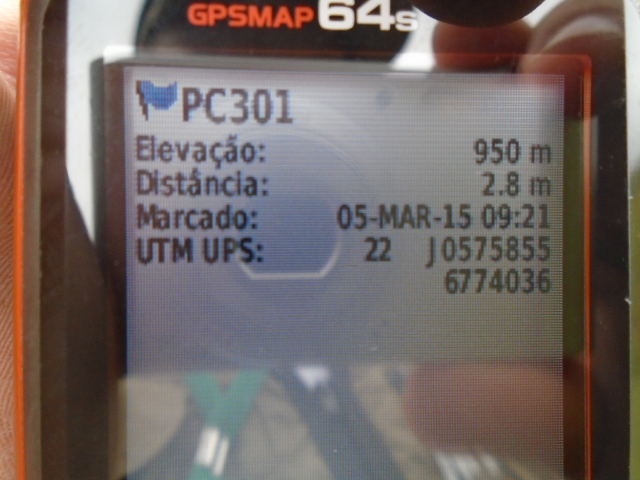 GPSMAP 64s
PC301
Elevação: 950 m
Distância: 2.8 m
Marcado: 05-MAR-15 09:21
UTM UPS: 22 J0575855
6774036